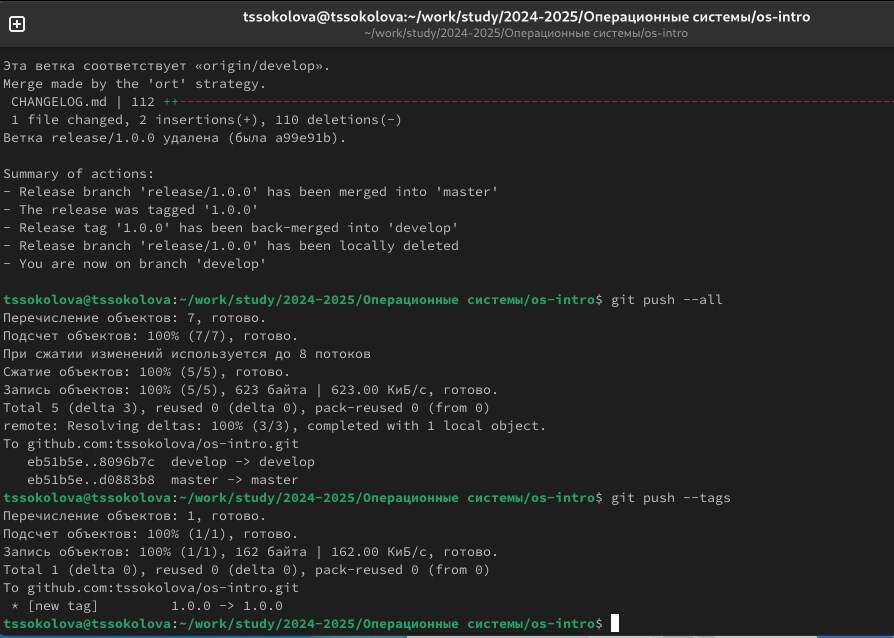 tssokolova@tssokolova:~/work/study/2024-2025/Операционные системы/os-intro
~/work/study/2024-2025/Операционные системы/os-intro
Эта ветка соответствует «origin/develop».
Merge made by the 'ort' strategy.
 CHANGELOG.md | 112 ++--------------------------------------------------------------------------------
 1 file changed, 2 insertions(+), 110 deletions(-)
Ветка release/1.0.0 удалена (была a99e91b).
Summary of actions:
- Release branch 'release/1.0.0' has been merged into 'master'
- The release was tagged '1.0.0'
- Release tag '1.0.0' has been back-merged into 'develop'
- Release branch 'release/1.0.0' has been locally deleted
- You are now on branch 'develop'
tssokolova@tssokolova:~/work/study/2024-2025/Операционные системы/os-intro$ git push --all
Перечисление объектов: 7, готово.
Подсчет объектов: 100% (7/7), готово.
При сжатии изменений используется до 8 потоков
Сжатие объектов: 100% (5/5), готово.
Запись объектов: 100% (5/5), 623 байта | 623.00 КиБ/с, готово.
Total 5 (delta 3), reused 0 (delta 0), pack-reused 0 (from 0)
remote: Resolving deltas: 100% (3/3), completed with 1 local object.
To github.com:tssokolova/os-intro.git
   eb51b5e..8096b7c  develop -> develop
   eb51b5e..d0883b8  master -> master
tssokolova@tssokolova:~/work/study/2024-2025/Операционные системы/os-intro$ git push --tags
Перечисление объектов: 1, готово.
Подсчет объектов: 100% (1/1), готово.
Запись объектов: 100% (1/1), 162 байта | 162.00 КиБ/с, готово.
Total 1 (delta 0), reused 0 (delta 0), pack-reused 0 (from 0)
To github.com:tssokolova/os-intro.git
 * [new tag]         1.0.0 -> 1.0.0
tssokolova@tssokolova:~/work/study/2024-2025/Операционные системы/os-intro$